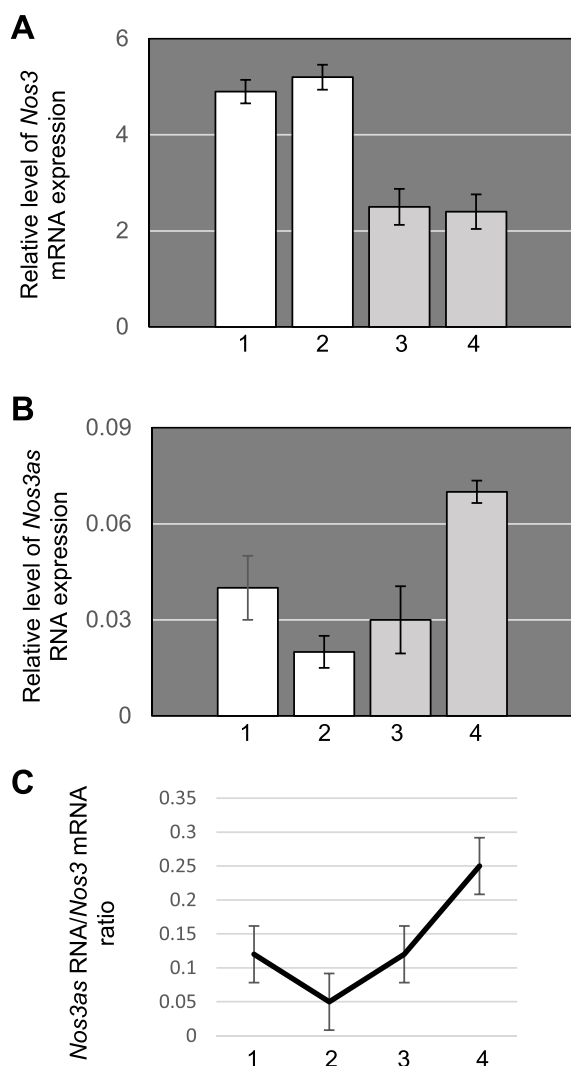 A
Relative level of Nos3
mRNA expression
6
4
2
0
1 2 3 4
B
Relative level of Nos3as
RNA expression
0.09
0.06
0.03
0
1 2 3 4
C
Nos3as RNA/Nos3 mRNA
ratio
0.35
0.3
0.25
0.2
0.15
0.1
0.05
0
1 2 3 4